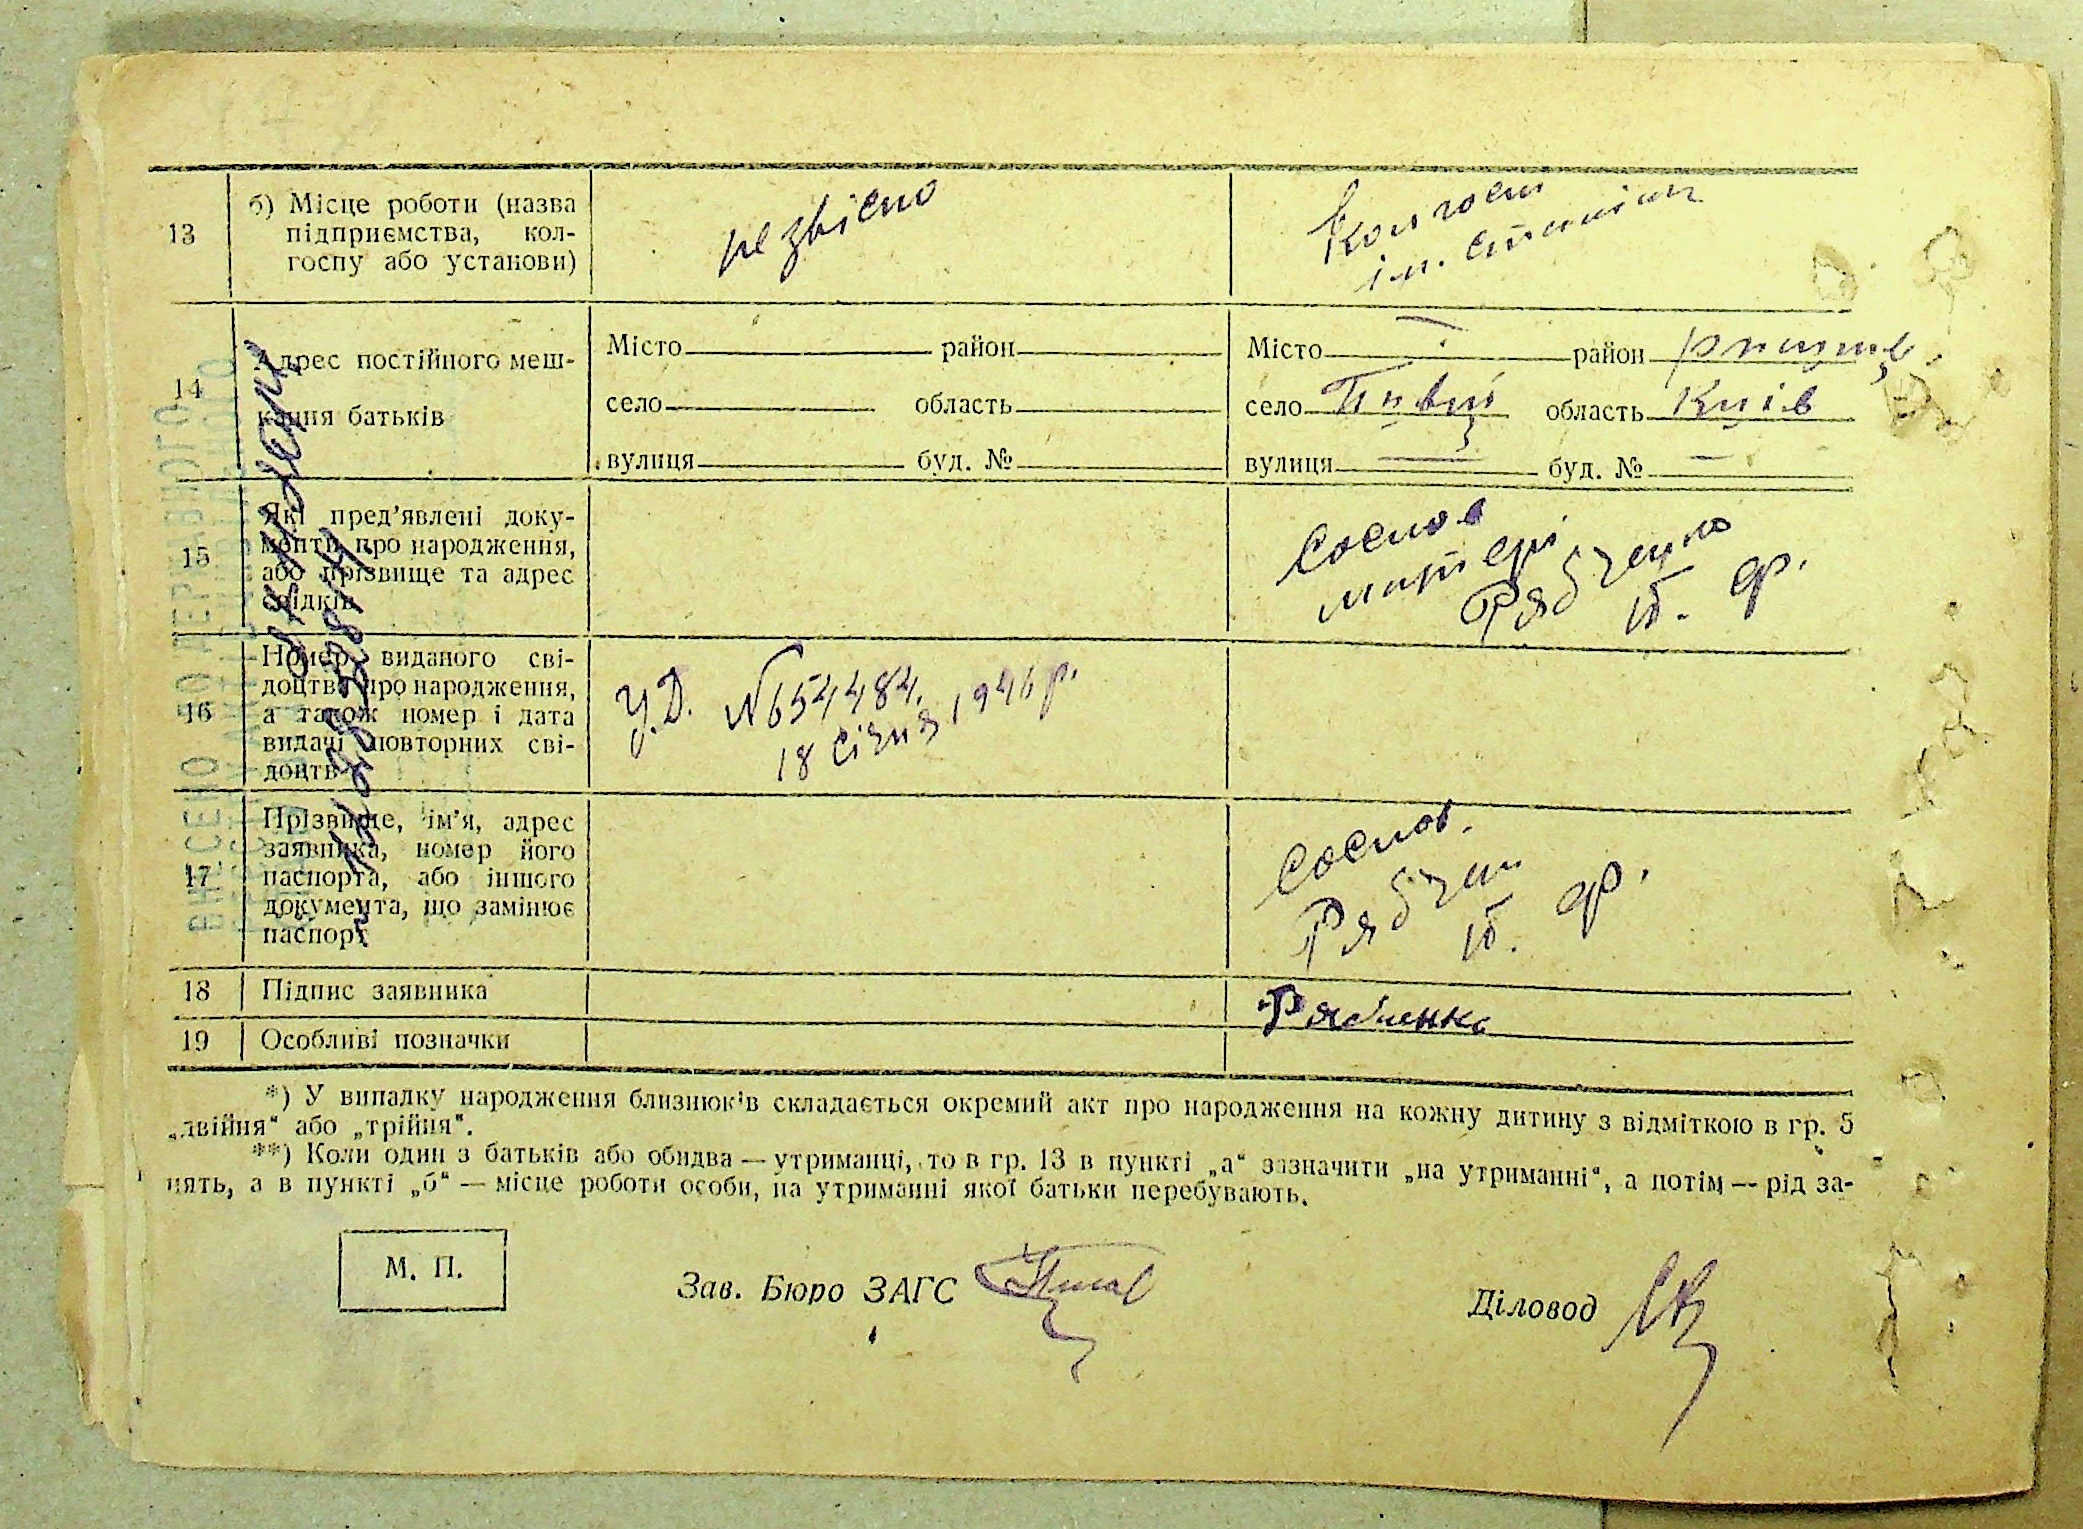 13
б) Місце роботи (назва
підприємства, кол-
госпу або установи)
незвісно
Колгосп
ім. Сталіна
14
Адрес постійного меш-
кання батьків
Місто район
село область
вулиця буд. №
Місто — район
село область Київ
вулиця — буд. № —
15
Які пред'явлені доку-
менти про народження,
або прізвище та адрес
свідків
матері
Рябченко
16
Номер виданого сві-
доцтва про народження,
а також номер і дата
видачі повторних сві-
доцтв
У.Д. №654484.
18 січня 1946 р.
17
Прізвище, ім'я, адрес
заявника, номер його
паспорта, або іншого
документа, що замінює
паспорт
Рябчен
18 Підпис заявника
Рябченко
19 Особливі позначки
*) У випадку народження близнюків складається окремий акт про народження на кожну дитину з відміткою в гр. 5
„двійня“ або „трійня“.
**) Коли один з батьків або обидва — утриманці, то в гр. 13 в пункті „а“ зазначити „на утриманні“, а потім — рід за-
нять, а в пункті „б“ — місце роботи особи, на утриманні якої батьки перебувають.
М. П.
Зав. Бюро ЗАГС
Діловод